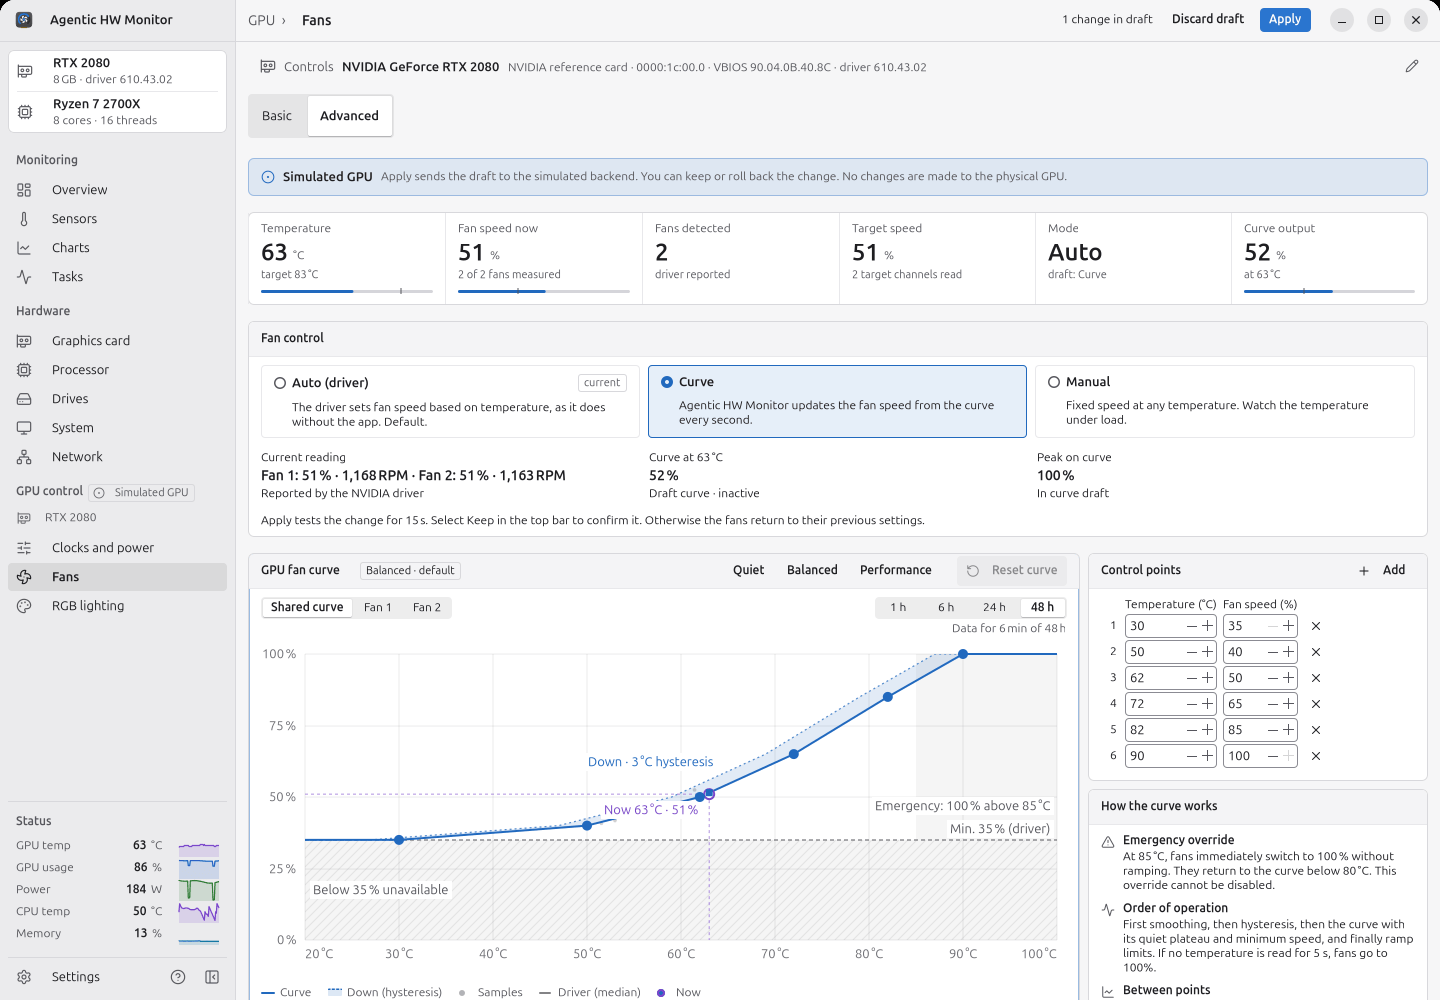 Agentic HW Monitor
GPU › Fans
1 change in draft
Discard draft
Apply
RTX 2080
8 GB · driver 610.43.02
Ryzen 7 2700X
8 cores · 16 threads
Monitoring
Overview
Sensors
Charts
Tasks
Hardware
Graphics card
Processor
Drives
System
Network
GPU control
Simulated GPU
RTX 2080
Clocks and power
Fans
RGB lighting
Status
GPU temp 63 °C
GPU usage 86 %
Power 184 W
CPU temp 50 °C
Memory 13 %
Settings
Controls NVIDIA GeForce RTX 2080 NVIDIA reference card · 0000:1c:00.0 · VBIOS 90.04.0B.40.8C · driver 610.43.02
Basic
Advanced
Simulated GPU Apply sends the draft to the simulated backend. You can keep or roll back the change. No changes are made to the physical GPU.
Temperature
63 °C
target 83 °C
Fan speed now
51 %
2 of 2 fans measured
Fans detected
2
driver reported
Target speed
51 %
2 target channels read
Mode
Auto
draft: Curve
Curve output
52 %
at 63 °C
Fan control
Auto (driver)
current
The driver sets fan speed based on temperature, as it does
without the app. Default.
Curve
Agentic HW Monitor updates the fan speed from the curve
every second.
Manual
Fixed speed at any temperature. Watch the temperature
under load.
Current reading
Fan 1: 51 % · 1,168 RPM · Fan 2: 51 % · 1,163 RPM
Reported by the NVIDIA driver
Curve at 63 °C
52 %
Draft curve · inactive
Peak on curve
100 %
In curve draft
Apply tests the change for 15 s. Select Keep in the top bar to confirm it. Otherwise the fans return to their previous settings.
GPU fan curve
Balanced · default
Quiet
Balanced
Performance
Reset curve
Shared curve
Fan 1
Fan 2
1 h
6 h
24 h
48 h
Data for 6 min of 48 h
100 %
75 %
50 %
25 %
0 %
Down · 3 °C hysteresis
Now 63 °C · 51 %
Emergency: 100 % above 85 °C
Min. 35 % (driver)
Below 35 % unavailable
20 °C
30 °C
40 °C
50 °C
60 °C
70 °C
80 °C
90 °C
100 °C
Curve
Down (hysteresis)
Samples
Driver (median)
Now
Control points
+ Add
Temperature (°C) Fan speed (%)
1 30 — + 35 — + ×
2 50 — + 40 — + ×
3 62 — + 50 — + ×
4 72 — + 65 — + ×
5 82 — + 85 — + ×
6 90 — + 100 — + ×
How the curve works
Emergency override
At 85 °C, fans immediately switch to 100 % without
ramping. They return to the curve below 80 °C. This
override cannot be disabled.
Order of operation
First smoothing, then hysteresis, then the curve with
its quiet plateau and minimum speed, and finally ramp
limits. If no temperature is read for 5 s, fans go to
100%.
Between points